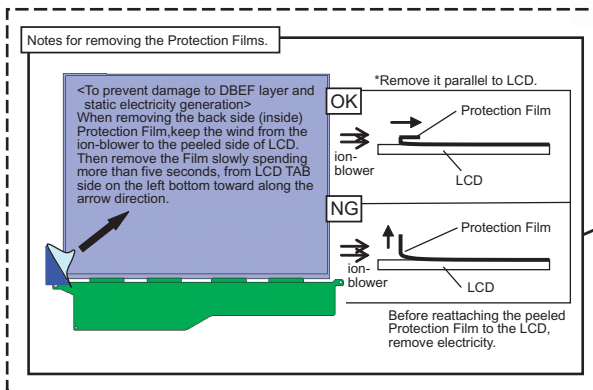 Notes for removing the Protection Films.
<To prevent damage to DBEF layer and
static electricity generation>
When removing the back side (inside)
Protection Film,keep the wind from the
ion-blower to the peeled side of LCD.
Then remove the Film slowly spending
more than five seconds, from LCD TAB
side on the left bottom toward along the
arrow direction.
*Remove it parallel to LCD.
OK
Protection Film
ion-
blower
LCD
NG
Protection Film
ion-
blower
LCD
Before reattaching the peeled
Protection Film to the LCD,
remove electricity.